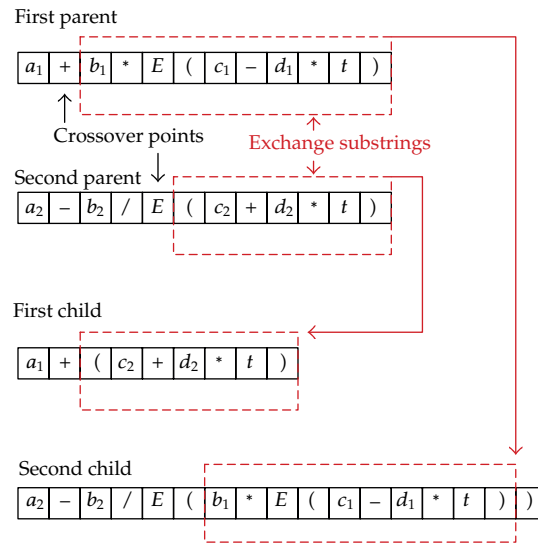 First parent
a₁ + b₁ * E ( c₁ − d₁ * t )
Crossover points
Exchange substrings
Second parent
a₂ − b₂ / E ( c₂ + d₂ * t )
First child
a₁ + ( c₂ + d₂ * t )
Second child
a₂ − b₂ / E ( b₁ * E ( c₁ − d₁ * t ) )